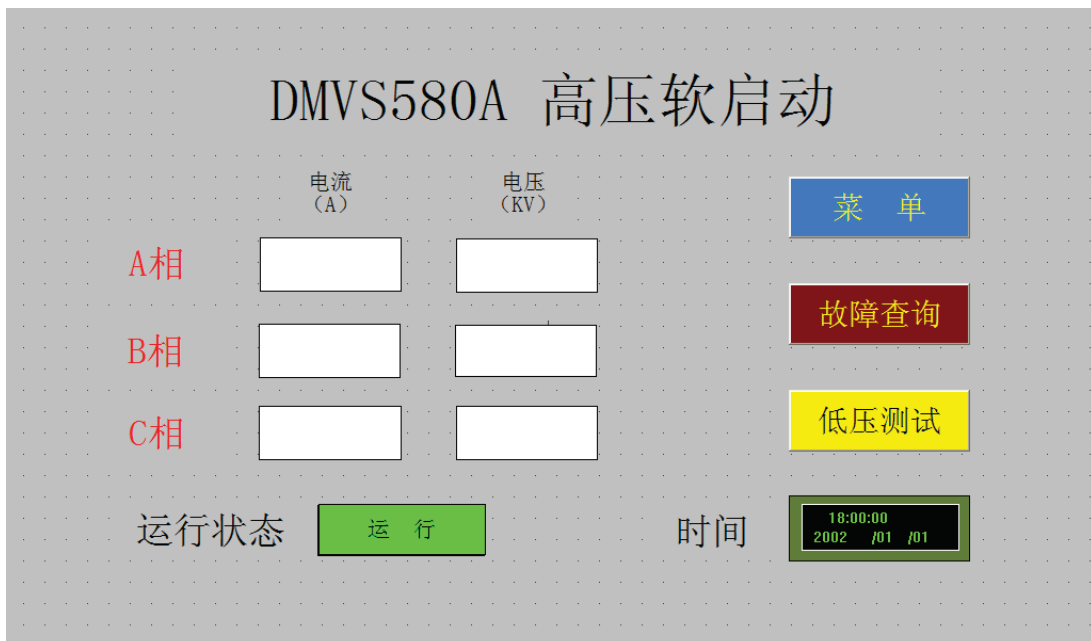 DMVS580A 高压软启动
电流 电压
（A） （KV）
菜 单
A相
故障查询
B相
低压测试
C相
运行状态 运 行 时间
18:00:00
2002 /01 /01